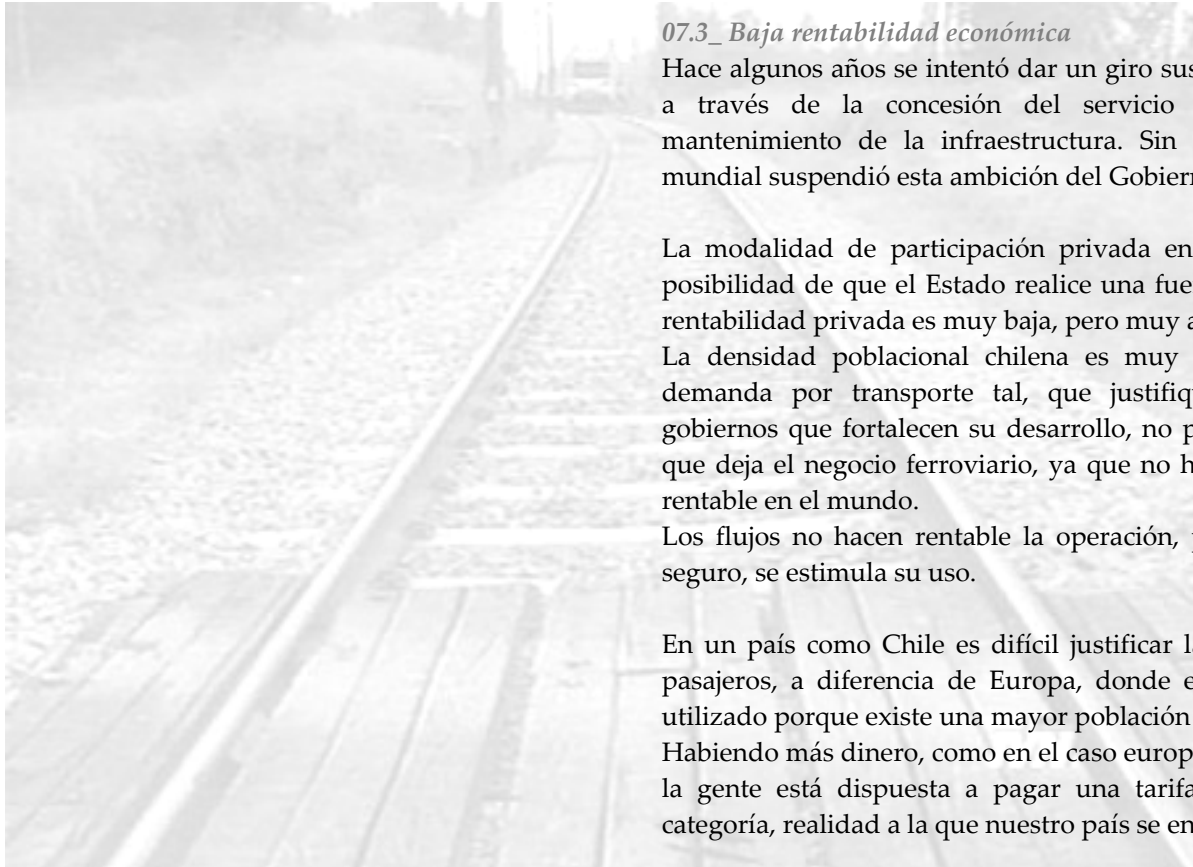 07.3_ Baja rentabilidad económica
Hace algunos años se intentó dar un giro sus
a través de la concesión del servicio
mantenimiento de la infraestructura. Sin
mundial suspendió esta ambición del Gobier
La modalidad de participación privada en
posibilidad de que el Estado realice una fue
rentabilidad privada es muy baja, pero muy a
La densidad poblacional chilena es muy
demanda por transporte tal, que justifiq
gobiernos que fortalecen su desarrollo, no p
que deja el negocio ferroviario, ya que no h
rentable en el mundo.
Los flujos no hacen rentable la operación,
seguro, se estimula su uso.
En un país como Chile es difícil justificar l
pasajeros, a diferencia de Europa, donde e
utilizado porque existe una mayor población
Habiendo más dinero, como en el caso europ
la gente está dispuesta a pagar una tarifa
categoría, realidad a la que nuestro país se en